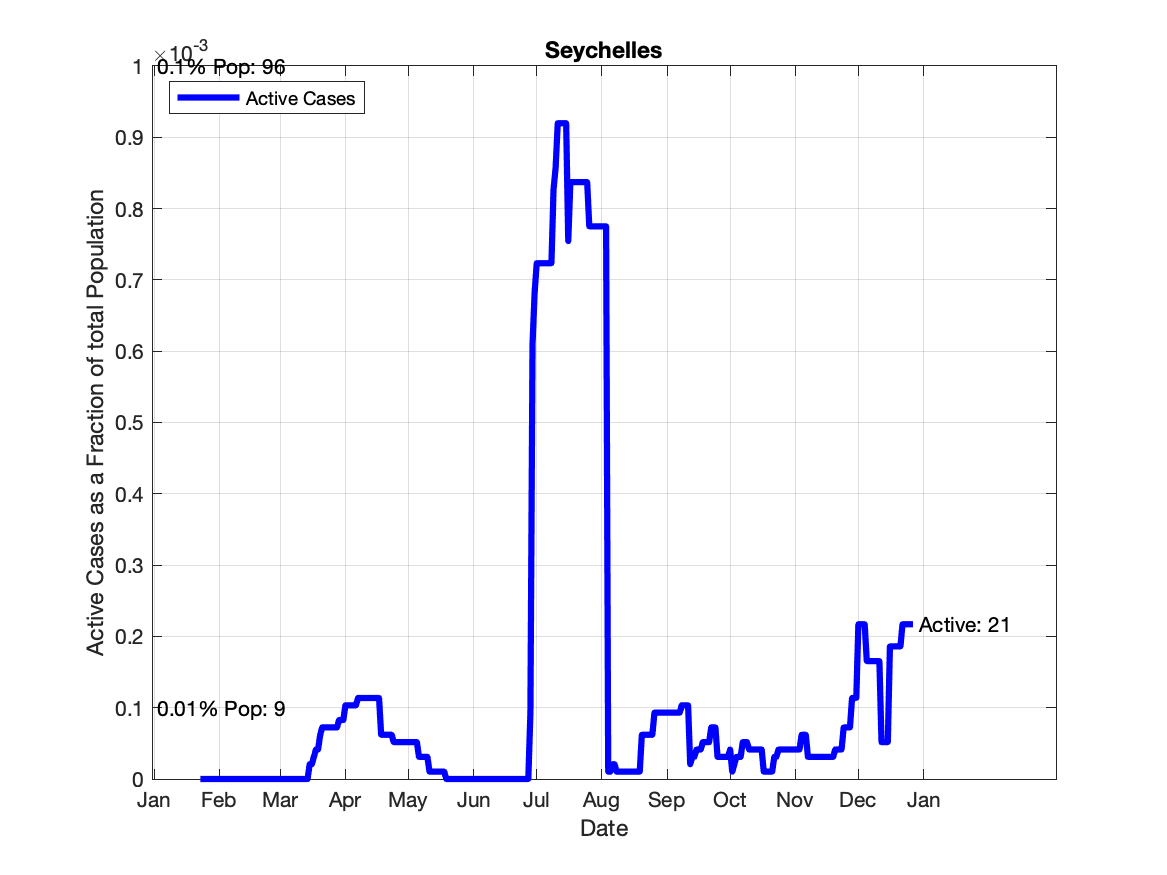 Seychelles
×10-3
0.1% Pop: 96
Active Cases
1
0.9
0.8
0.7
0.6
0.5
0.4
0.3
0.2
0.1
0
Active Cases as a Fraction of total Population
0.01% Pop: 9
Active: 21
Jan Feb Mar Apr May Jun Jul Aug Sep Oct Nov Dec Jan
Date